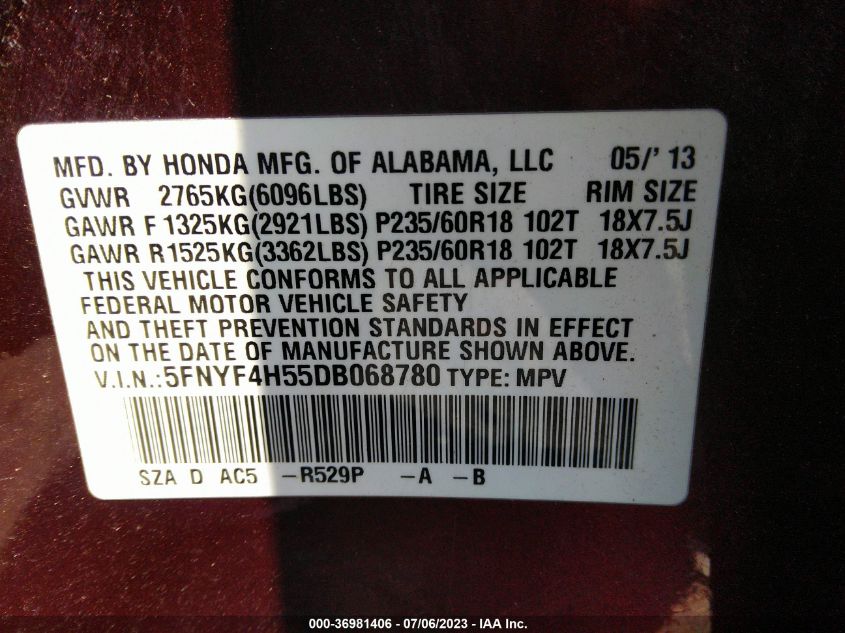 MFD. BY HONDA MFG. OF ALABAMA, LLC 05/' 13
GVWR 2765KG(6096LBS) TIRE SIZE RIM SIZE
GAWR F 1325KG(2921LBS) P235/60R18 102T 18X7.5J
GAWR R1525KG(3362LBS) P235/60R18 102T 18X7.5J
THIS VEHICLE CONFORMS TO ALL APPLICABLE
FEDERAL MOTOR VEHICLE SAFETY
AND THEFT PREVENTION STANDARDS IN EFFECT
ON THE DATE OF MANUFACTURE SHOWN ABOVE.
V.I.N.:5FNYF4H55DB068780 TYPE: MPV
SZA D AC5 -R529P -A -B
000-36981406 - 07/06/2023 - IAA Inc.